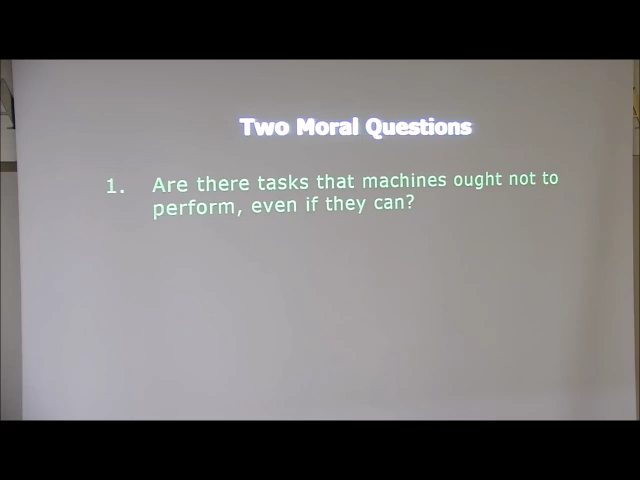 Two Moral Questions
1. Are there tasks that machines ought not to
perform, even if they can?